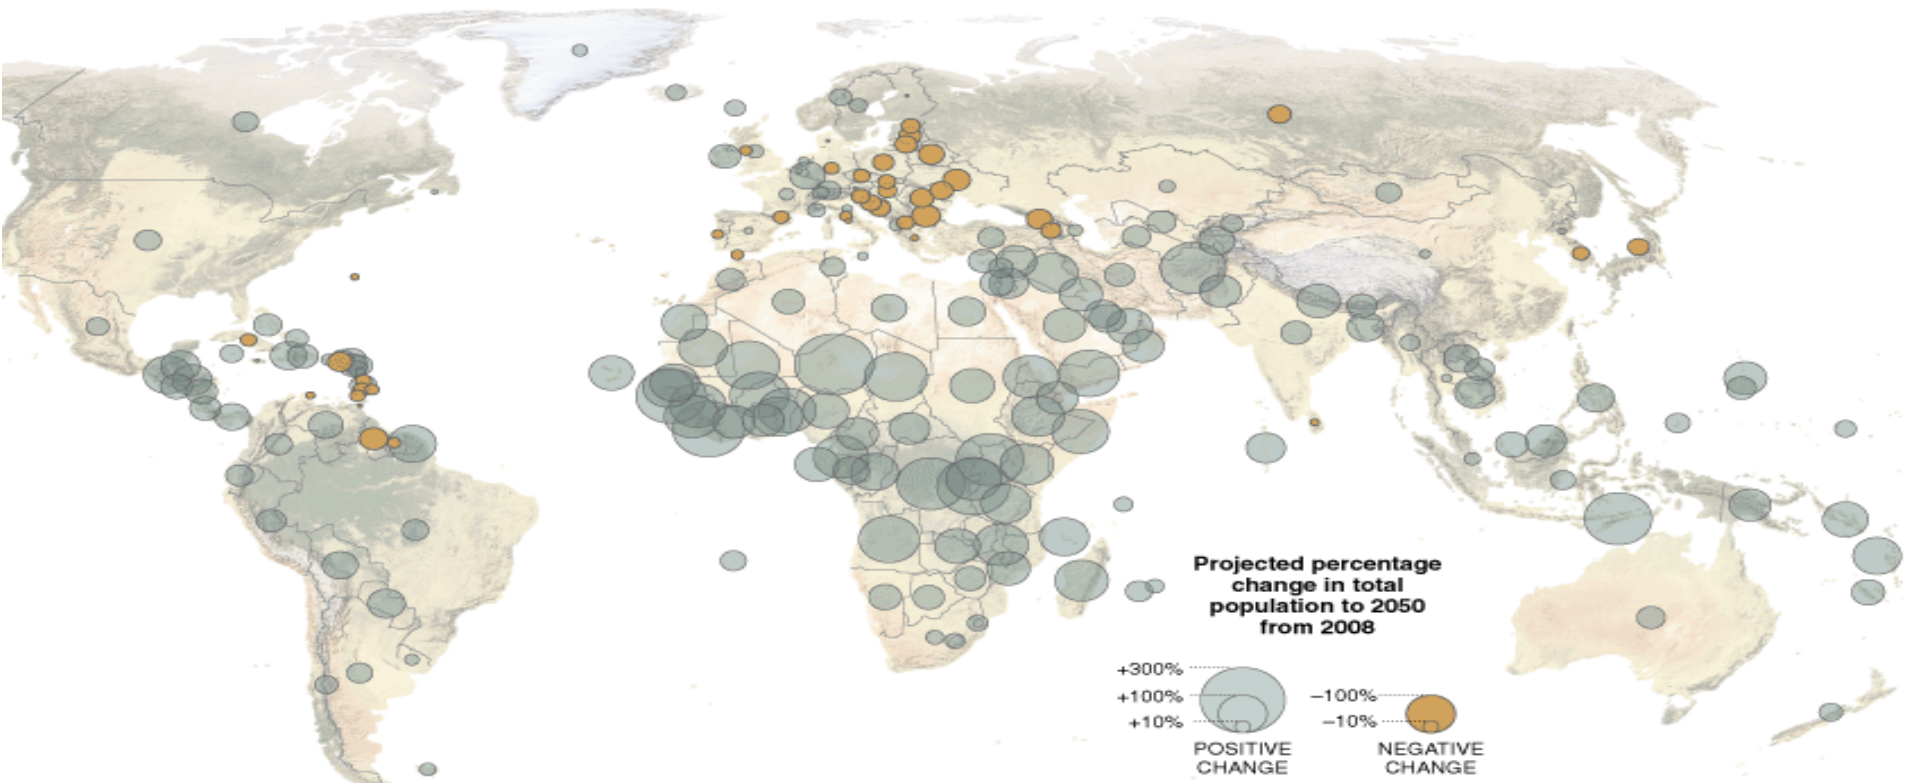 Projected percentage
change in total
population to 2050
from 2008
+300%
+100%
+10%
–100%
–10%
POSITIVE
CHANGE
NEGATIVE
CHANGE